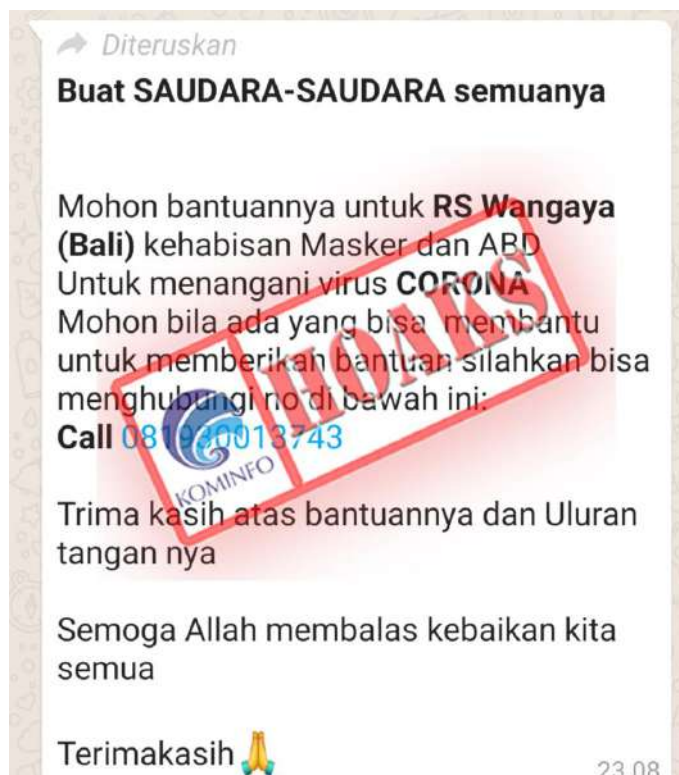 Diteruskan
Buat SAUDARA-SAUDARA semuanya
Mohon bantuannya untuk RS Wangaya
(Bali) kehabisan Masker dan ABD
Untuk menangani virus CORONA
Mohon bila ada yang bisa membantu
untuk memberikan bantuan silahkan bisa
menghubungi no di bawah ini:
Call 081930013743
HOAKS
KOMINFO
Trima kasih atas bantuannya dan Uluran
tangan nya
Semoga Allah membalas kebaikan kita
semua
Terimakasih🙏
23.08